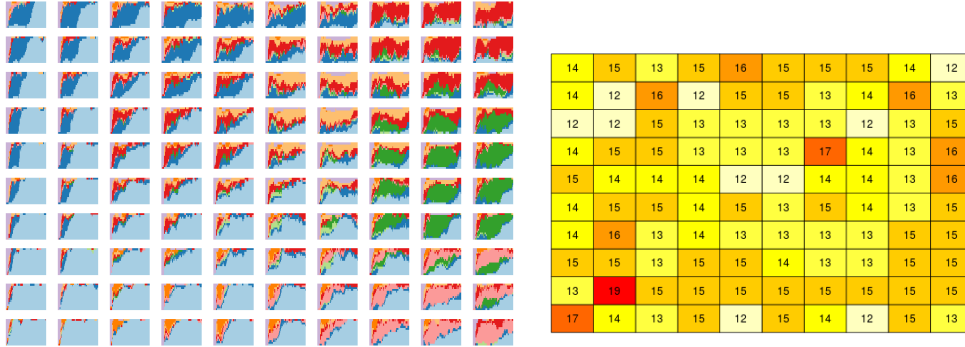 14 15 13 15 16 15 15 15 14 12
14 12 16 12 15 15 13 14 16 13
12 12 15 13 13 13 13 12 13 15
14 15 15 13 13 13 17 14 13 16
15 14 14 14 12 12 14 14 13 16
14 15 15 14 15 13 15 14 13 15
14 16 13 14 13 13 13 13 15 15
15 15 13 15 15 14 13 13 15 15
13 19 15 15 15 15 15 15 15 15
17 14 13 15 12 15 14 12 15 13